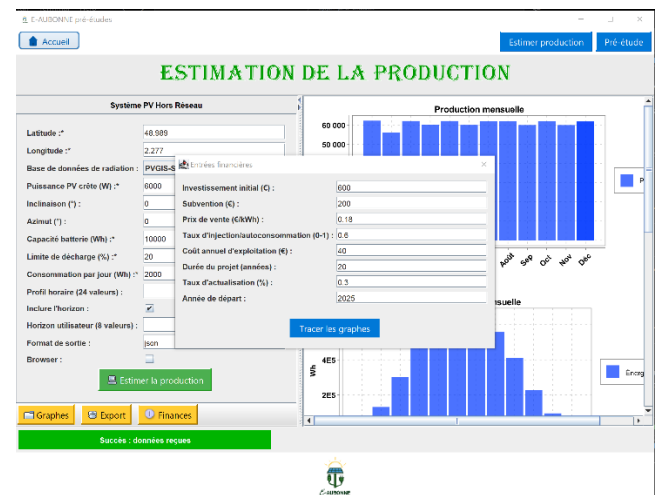 E-AUBONNE pré-études
Accueil
Estimer production
Pré-étude
ESTIMATION DE LA PRODUCTION
Système PV Hors Réseau
Latitude :*
48.989
Longitude :*
2.277
Base de données de radiation :
PVGIS-S
Puissance PV crête (W) :*
6000
Inclinaison (°) :
0
Azimut (°) :
0
Capacité batterie (Wh) :*
10000
Limite de décharge (%) :*
20
Consommation par jour (Wh) :*
2000
Profil horaire (24 valeurs) :
Inclure l'horizon :
Horizon utilisateur (8 valeurs) :
Format de sortie :
json
Browser :
Estimer la production
Graphes
Export
Finances
Succès : données reçues
Entrées financières
Investissement initial (€) :
600
Subvention (€) :
200
Prix de vente (€/kWh) :
0.18
Taux d'injection/autoconsommation (0-1) :
0.6
Coût annuel d'exploitation (€) :
40
Durée du projet (années) :
20
Taux d'actualisation (%) :
0.3
Année de départ :
2025
Tracer les graphes
Production mensuelle
60 000
50 000
Août
Sep
Oct
Nov
Déc
P
nsuelle
Wh
4E5
2E5
Énerg
E-AUBONNE